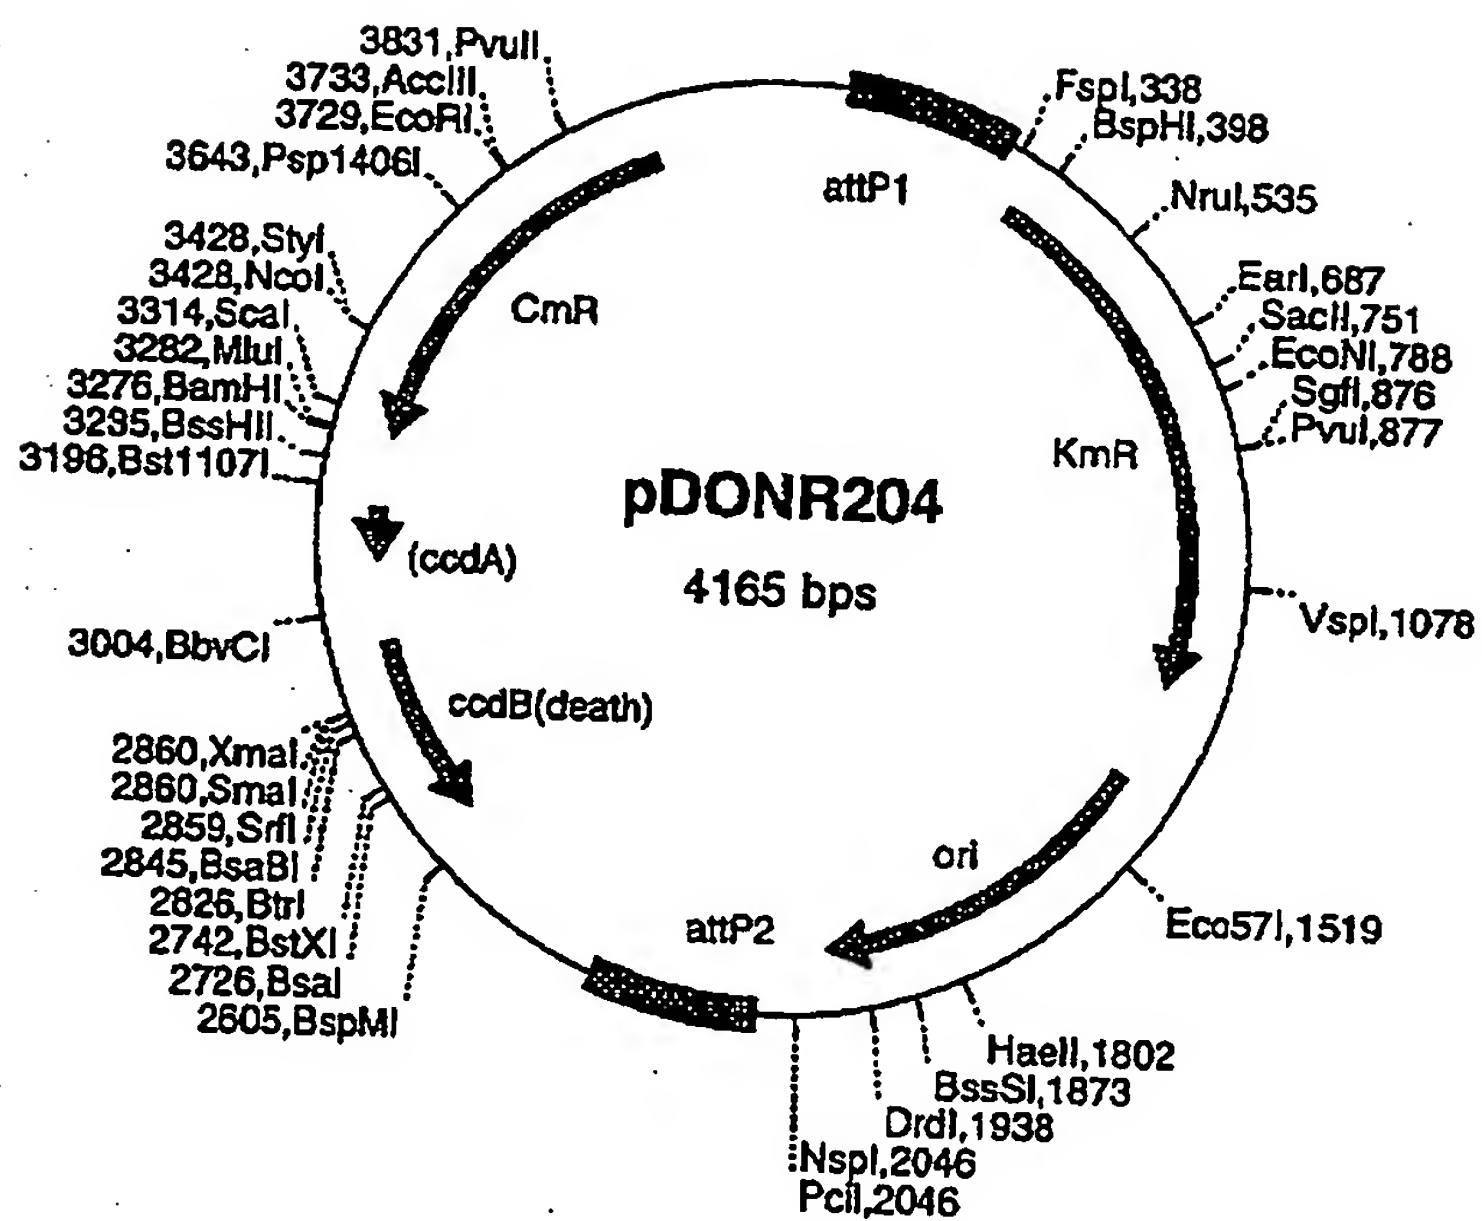 3831,PvuII
3733,AccIII
3729,EcoRI
3643,Psp1406I
3428,StyI
3428,NcoI
3314,ScaI
3282,MluI
3276,BamHI
3235,BssHII
3196,Bst1107I
3004,BbvCI
2860,XmaI
2860,SmaI
2859,SrfI
2845,BsaBI
2826,BtrI
2742,BstXI
2726,BsaI
2605,BspMI
attP1
CmR
KmR
pDONR204
4165 bps
(ccdA)
ccdB(death)
ori
attP2
FspI,338
BspHI,398
NruI,535
EarI,687
SacII,751
EcoNI,788
SgfI,876
PvuI,877
VspI,1078
Eco57I,1519
HaeII,1802
BssSI,1873
DrdI,1938
NspI,2046
PciI,2046